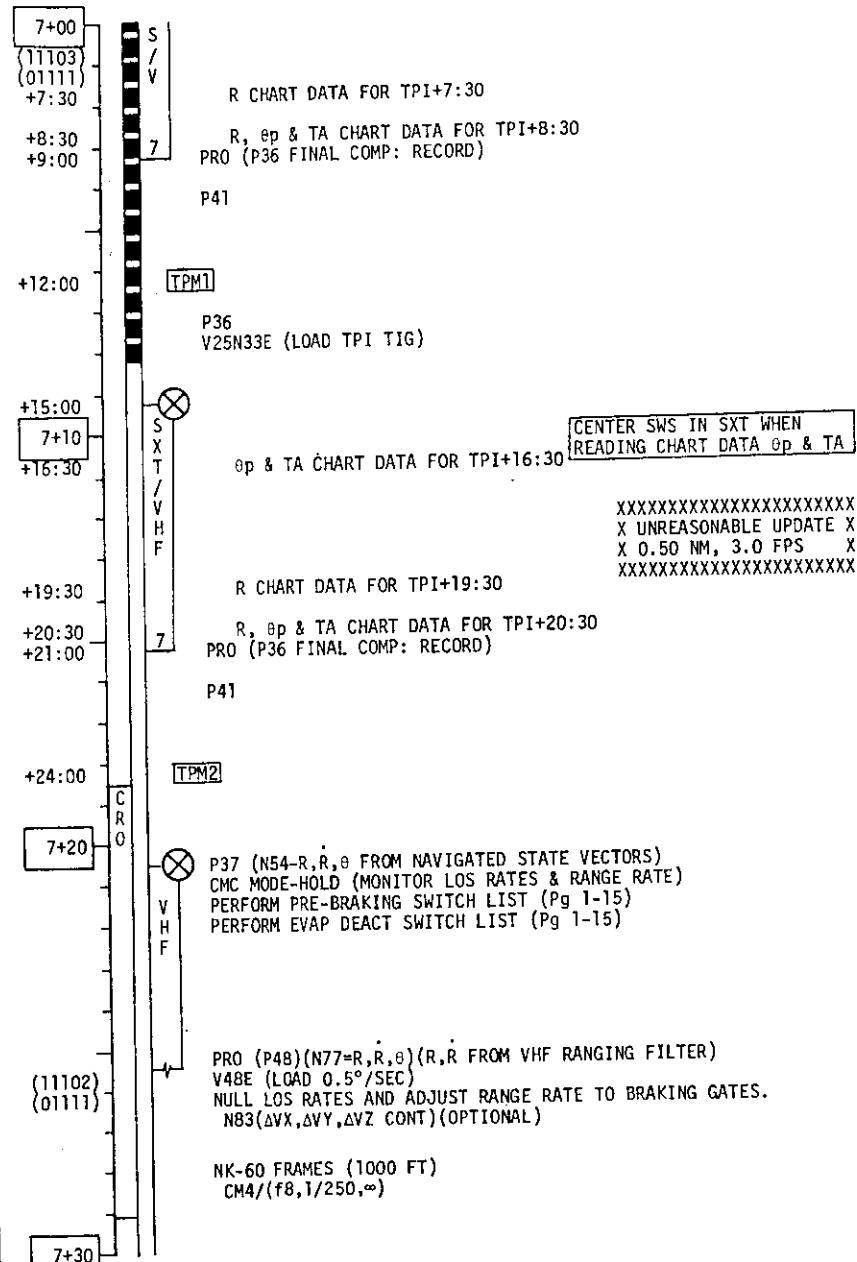 7+00
S/V
(11103)
(01111)
+7:30 R CHART DATA FOR TPI+7:30
+8:30 R, θp & TA CHART DATA FOR TPI+8:30
+9:00 7 PRO (P36 FINAL COMP: RECORD)
P41
+12:00 TPM1
P36
V25N33E (LOAD TPI TIG)
+15:00
SXT/VHF
7+10
CENTER SWS IN SXT WHEN
READING CHART DATA θp & TA
+16:30 θp & TA CHART DATA FOR TPI+16:30
XXXXXXXXXXXXXXXXXXXXXXX
X UNREASONABLE UPDATE X
X 0.50 NM, 3.0 FPS X
XXXXXXXXXXXXXXXXXXXXXXX
+19:30 R CHART DATA FOR TPI+19:30
+20:30 R, θp & TA CHART DATA FOR TPI+20:30
+21:00 7 PRO (P36 FINAL COMP: RECORD)
P41
+24:00 TPM2
CRO
7+20
P37 (N54-R,Ṙ,θ FROM NAVIGATED STATE VECTORS)
CMC MODE-HOLD (MONITOR LOS RATES & RANGE RATE)
PERFORM PRE-BRAKING SWITCH LIST (Pg 1-15)
PERFORM EVAP DEACT SWITCH LIST (Pg 1-15)
VHF
PRO (P48)(N77=R,Ṙ,θ)(R,Ṙ FROM VHF RANGING FILTER)
(11102) V48E (LOAD 0.5°/SEC)
(01111) NULL LOS RATES AND ADJUST RANGE RATE TO BRAKING GATES.
N83(ΔVX,ΔVY,ΔVZ CONT)(OPTIONAL)
NK-60 FRAMES (1000 FT)
CM4/(f8,1/250,∞)
7+30